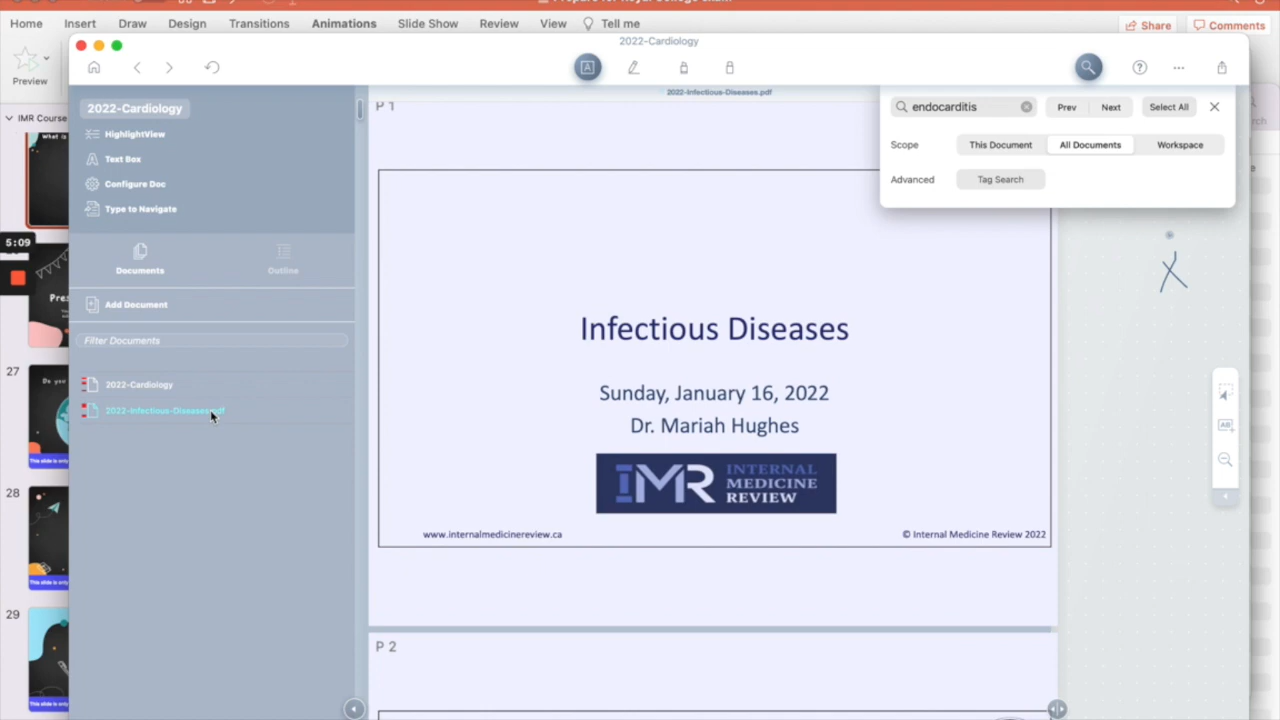 Home Insert Draw Design Transitions Animations Slide Show Review View Tell me Share Comments
Preview
IMR Course
5:09
27
28
29
2022-Cardiology
2022-Cardiology
HighlightView
Text Box
Configure Doc
Type to Navigate
Documents Outline
Add Document
Filter Documents
2022-Cardiology
2022-Infectious-Diseases.pdf
2022-Infectious-Diseases.pdf
P 1
Infectious Diseases
Sunday, January 16, 2022
Dr. Mariah Hughes
IMR INTERNAL
MEDICINE
REVIEW
www.internalmedicinereview.ca © Internal Medicine Review 2022
P 2
endocarditis Prev Next Select All
Scope This Document All Documents Workspace
Advanced Tag Search
X